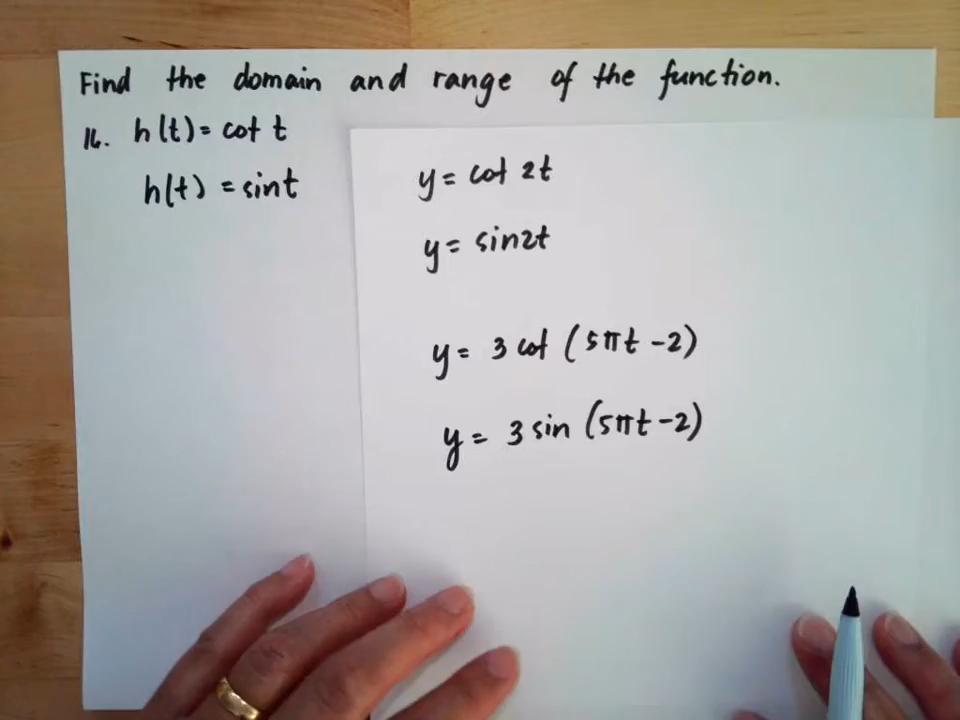 Find the domain and range of the function.
16. h(t) = cot t
h(t) = sint
y = cot 2t
y = sin2t
y = 3 cot (5πt - 2)
y = 3 sin (5πt - 2)